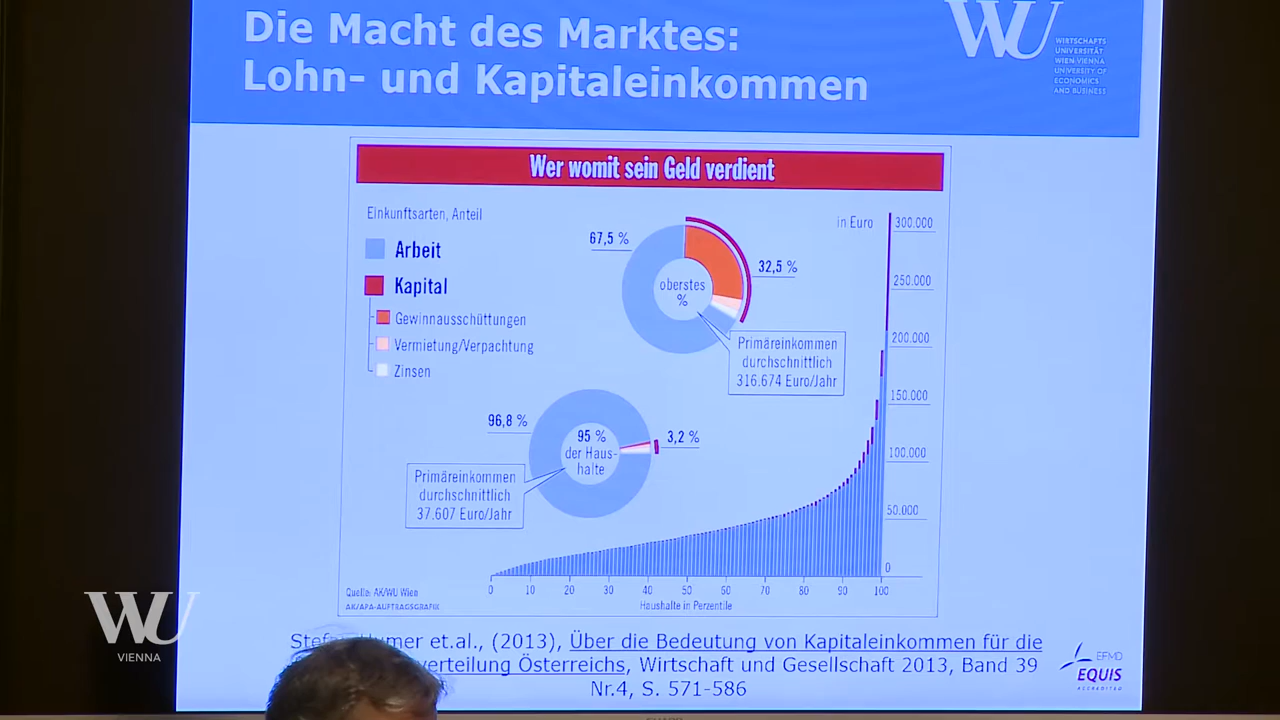 Die Macht des Marktes:
Lohn- und Kapitaleinkommen
WU
WIRTSCHAFTS
UNIVERSITÄT
WIEN VIENNA
UNIVERSITY OF
ECONOMICS
AND BUSINESS
Wer womit sein Geld verdient
Einkunftsarten, Anteil
Arbeit
Kapital
Gewinnausschüttungen
Vermietung/Verpachtung
Zinsen
67,5 %
32,5 %
oberstes
%
Primäreinkommen
durchschnittlich
316.674 Euro/Jahr
96,8 %
3,2 %
95 %
der Haus-
halte
Primäreinkommen
durchschnittlich
37.607 Euro/Jahr
in Euro
300.000
250.000
200.000
150.000
100.000
50.000
0
0 10 20 30 40 50 60 70 80 90 100
Haushalte in Perzentile
Quelle: AK/WU Wien
AK/APA-AUFTRAGSGRAFIK
et.al., (2013), Über die Bedeutung von Kapitaleinkommen für die
verteilung Österreichs, Wirtschaft und Gesellschaft 2013, Band 39
Nr.4, S. 571-586
EFMD
EQUIS
ACCREDITED
WU
VIENNA